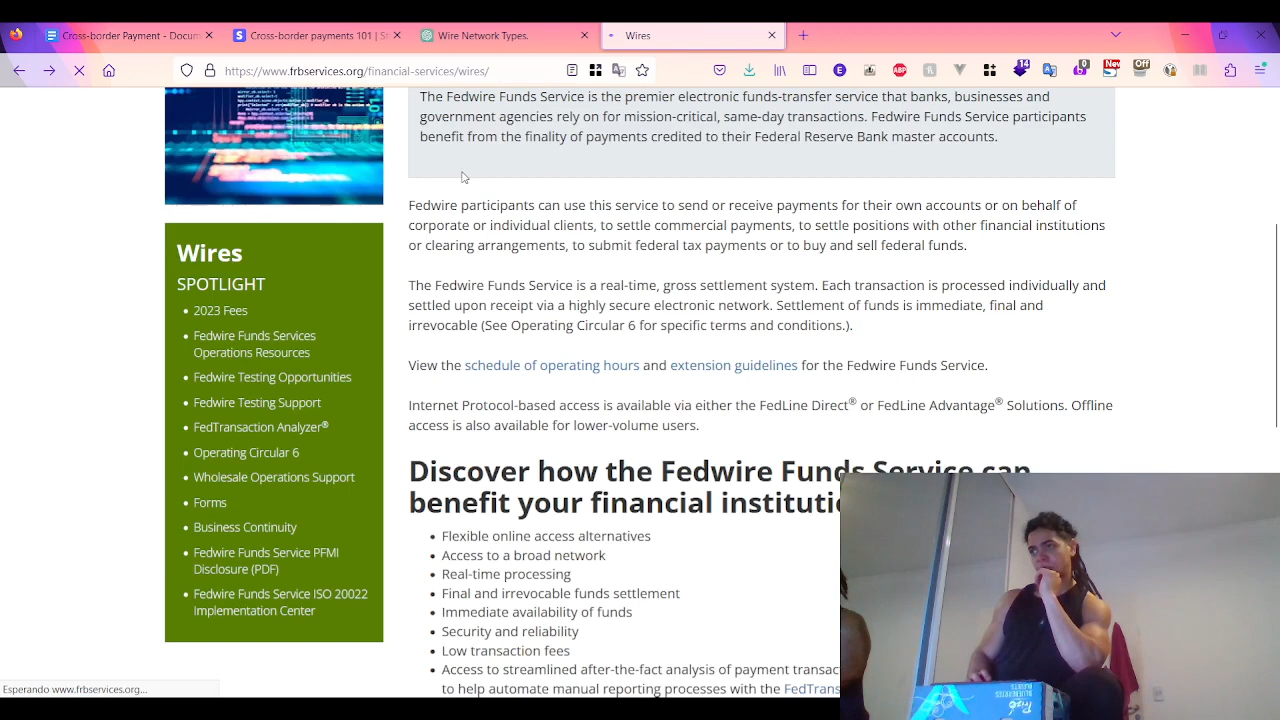 Cross-border Payment - Docum
Cross-border payments 101 | St
Wire Network Types.
Wires
https://www.frbservices.org/financial-services/wires/
14
9
New
Off
The Fedwire Funds Service is the premier electronic funds-transfer service that banks, businesses and
government agencies rely on for mission-critical, same-day transactions. Fedwire Funds Service participants
benefit from the finality of payment credited to their Federal Reserve Bank master accounts.
Fedwire participants can use this service to send or receive payments for their own accounts or on behalf of
corporate or individual clients, to settle commercial payments, to settle positions with other financial institutions
or clearing arrangements, to submit federal tax payments or to buy and sell federal funds.
The Fedwire Funds Service is a real-time, gross settlement system. Each transaction is processed individually and
settled upon receipt via a highly secure electronic network. Settlement of funds is immediate, final and
irrevocable (See Operating Circular 6 for specific terms and conditions.).
View the schedule of operating hours and extension guidelines for the Fedwire Funds Service.
Internet Protocol-based access is available via either the FedLine Direct® or FedLine Advantage® Solutions. Offline
access is also available for lower-volume users.
Discover how the Fedwire Funds Service can
benefit your financial institutio
Flexible online access alternatives
Access to a broad network
Real-time processing
Final and irrevocable funds settlement
Immediate availability of funds
Security and reliability
Low transaction fees
Access to streamlined after-the-fact analysis of payment transac
to help automate manual reporting processes with the FedTrans
Wires
SPOTLIGHT
2023 Fees
Fedwire Funds Services
Operations Resources
Fedwire Testing Opportunities
Fedwire Testing Support
FedTransaction Analyzer®
Operating Circular 6
Wholesale Operations Support
Forms
Business Continuity
Fedwire Funds Service PFMI
Disclosure (PDF)
Fedwire Funds Service ISO 20022
Implementation Center
Esperando www.frbservices.org...